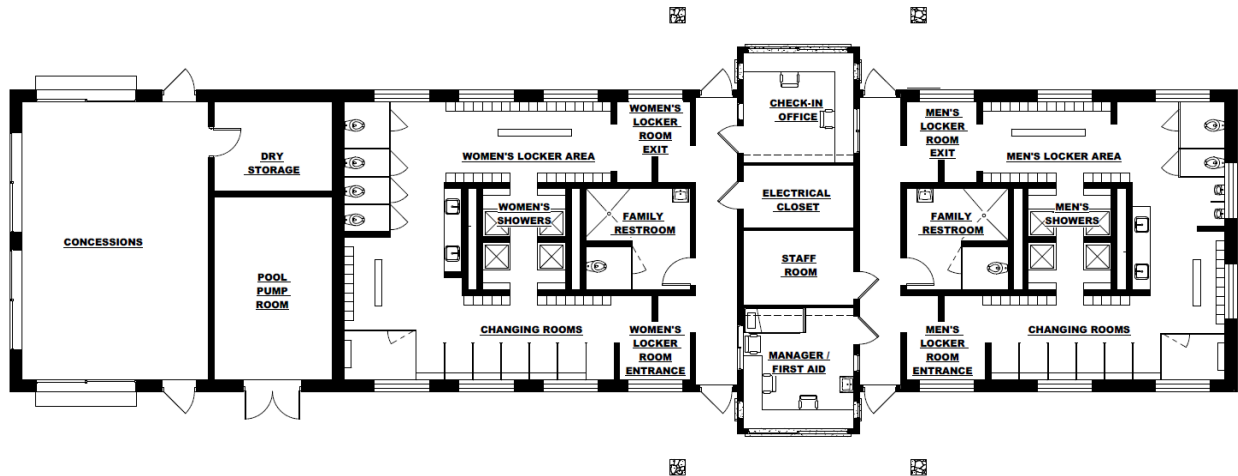 CONCESSIONS
DRY
STORAGE
POOL
PUMP
ROOM
WOMEN'S LOCKER AREA
WOMEN'S
LOCKER
ROOM
EXIT
WOMEN'S
SHOWERS
FAMILY
RESTROOM
CHANGING ROOMS
WOMEN'S
LOCKER
ROOM
ENTRANCE
CHECK-IN
OFFICE
ELECTRICAL
CLOSET
STAFF
ROOM
MANAGER /
FIRST AID
MEN'S
LOCKER
ROOM
EXIT
MEN'S LOCKER AREA
FAMILY
RESTROOM
MEN'S
SHOWERS
MEN'S
LOCKER
ROOM
ENTRANCE
CHANGING ROOMS